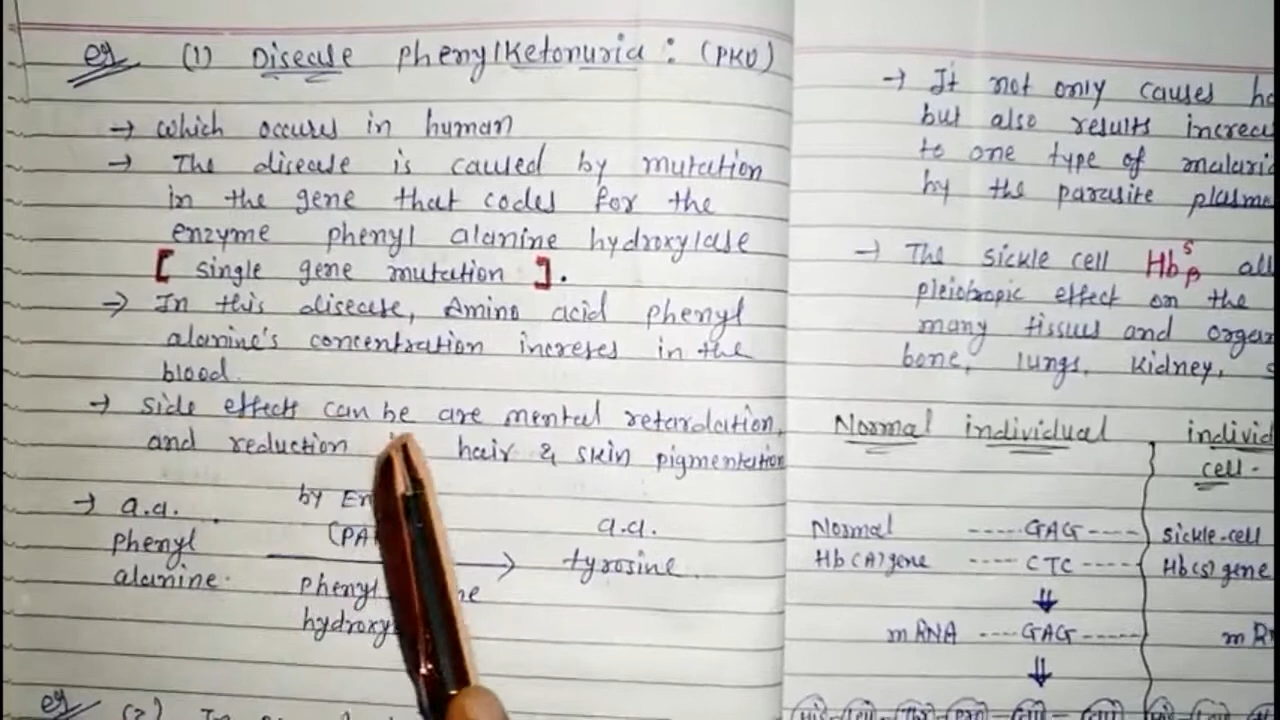 eg (1) Disease Phenylketonuria : (PKU)
→ which occurs in human
→ The disease is caused by mutation
in the gene that codes for the
enzyme phenyl alanine hydroxylase
[ single gene mutation ].
→ In this disease, Amino acid phenyl
alanine's concentration increses in the
blood.
→ side effects can be are mental retardation,
and reduction hair & skin pigmentation
→ a.a. phenyl alanine.
by
hydroxy
a.a. tyrosine.
eg (2) In
→ It not only causes
but also results
to one type of
by the parasite
→ The sickle cell Hb S β
pleiotropic effect on the
many tissues and
bone, lungs, kidney,
Normal individual
cell-
Normal ----GAG---- sickle-cell
Hb(A)gene ----CTC---- Hb(S) gene
mRNA ----GAG-----